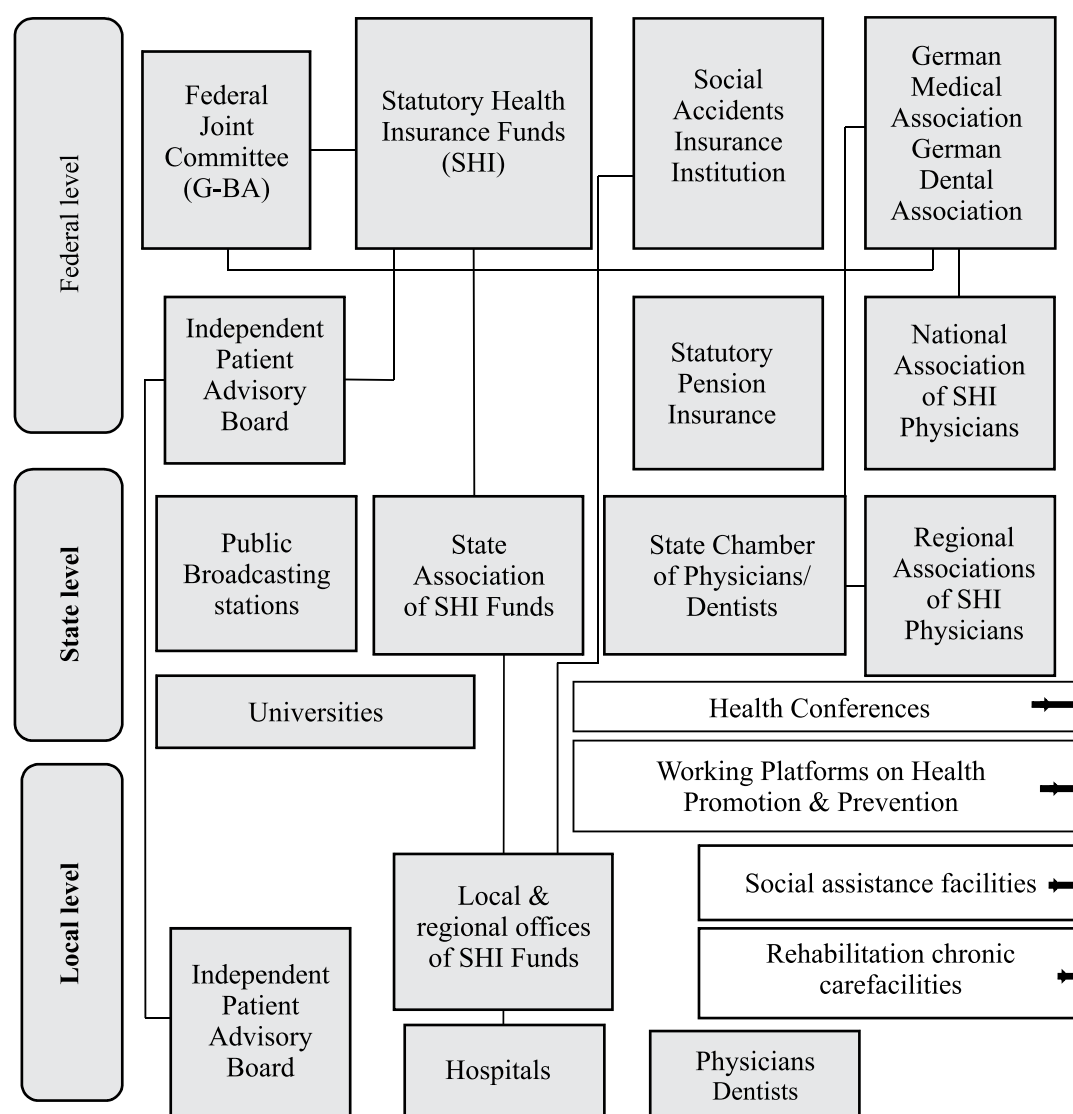 Federal level
Federal
Joint
Committee
(G-BA)
Statutory Health
Insurance Funds
(SHI)
Social
Accidents
Insurance
Institution
German
Medical
Association
German
Dental
Association
Independent
Patient
Advisory
Board
Statutory
Pension
Insurance
National
Association
of SHI
Physicians
State level
Public
Broadcasting
stations
State
Association
of SHI Funds
State Chamber
of Physicians/
Dentists
Regional
Associations
of SHI
Physicians
Universities
Health Conferences
Working Platforms on Health
Promotion & Prevention
Local level
Local &
regional offices
of SHI Funds
Social assistance facilities
Rehabilitation chronic
carefacilities
Independent
Patient
Advisory
Board
Hospitals
Physicians
Dentists